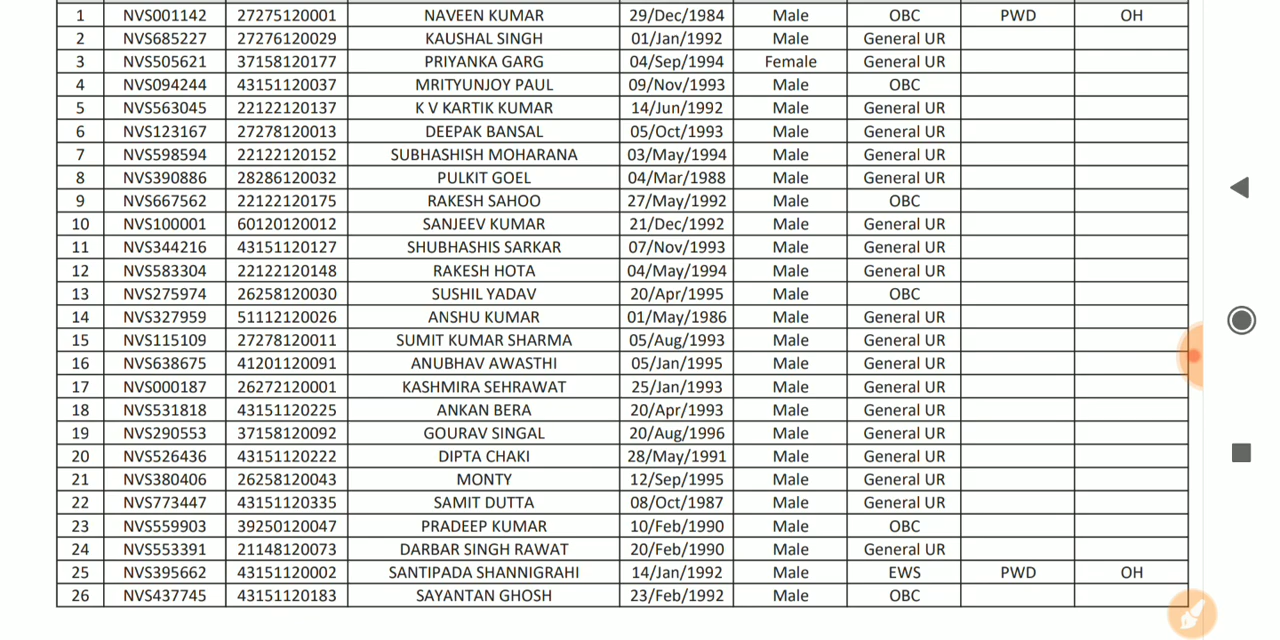 1 NVS001142 27275120001 NAVEEN KUMAR 29/Dec/1984 Male OBC PWD OH
2 NVS685227 27276120029 KAUSHAL SINGH 01/Jan/1992 Male General UR
3 NVS505621 37158120177 PRIYANKA GARG 04/Sep/1994 Female General UR
4 NVS094244 43151120037 MRITYUNJOY PAUL 09/Nov/1993 Male OBC
5 NVS563045 22122120137 K V KARTIK KUMAR 14/Jun/1992 Male General UR
6 NVS123167 27278120013 DEEPAK BANSAL 05/Oct/1993 Male General UR
7 NVS598594 22122120152 SUBHASHISH MOHARANA 03/May/1994 Male General UR
8 NVS390886 28286120032 PULKIT GOEL 04/Mar/1988 Male General UR
9 NVS667562 22122120175 RAKESH SAHOO 27/May/1992 Male OBC
10 NVS100001 60120120012 SANJEEV KUMAR 21/Dec/1992 Male General UR
11 NVS344216 43151120127 SHUBHASHIS SARKAR 07/Nov/1993 Male General UR
12 NVS583304 22122120148 RAKESH HOTA 04/May/1994 Male General UR
13 NVS275974 26258120030 SUSHIL YADAV 20/Apr/1995 Male OBC
14 NVS327959 51112120026 ANSHU KUMAR 01/May/1986 Male General UR
15 NVS115109 27278120011 SUMIT KUMAR SHARMA 05/Aug/1993 Male General UR
16 NVS638675 41201120091 ANUBHAV AWASTHI 05/Jan/1995 Male General UR
17 NVS000187 26272120001 KASHMIRA SEHRAWAT 25/Jan/1993 Male General UR
18 NVS531818 43151120225 ANKAN BERA 20/Apr/1993 Male General UR
19 NVS290553 37158120092 GOURAV SINGAL 20/Aug/1996 Male General UR
20 NVS526436 43151120222 DIPTA CHAKI 28/May/1991 Male General UR
21 NVS380406 26258120043 MONTY 12/Sep/1995 Male General UR
22 NVS773447 43151120335 SAMIT DUTTA 08/Oct/1987 Male General UR
23 NVS559903 39250120047 PRADEEP KUMAR 10/Feb/1990 Male OBC
24 NVS553391 21148120073 DARBAR SINGH RAWAT 20/Feb/1990 Male General UR
25 NVS395662 43151120002 SANTIPADA SHANNIGRAHI 14/Jan/1992 Male EWS PWD OH
26 NVS437745 43151120183 SAYANTAN GHOSH 23/Feb/1992 Male OBC